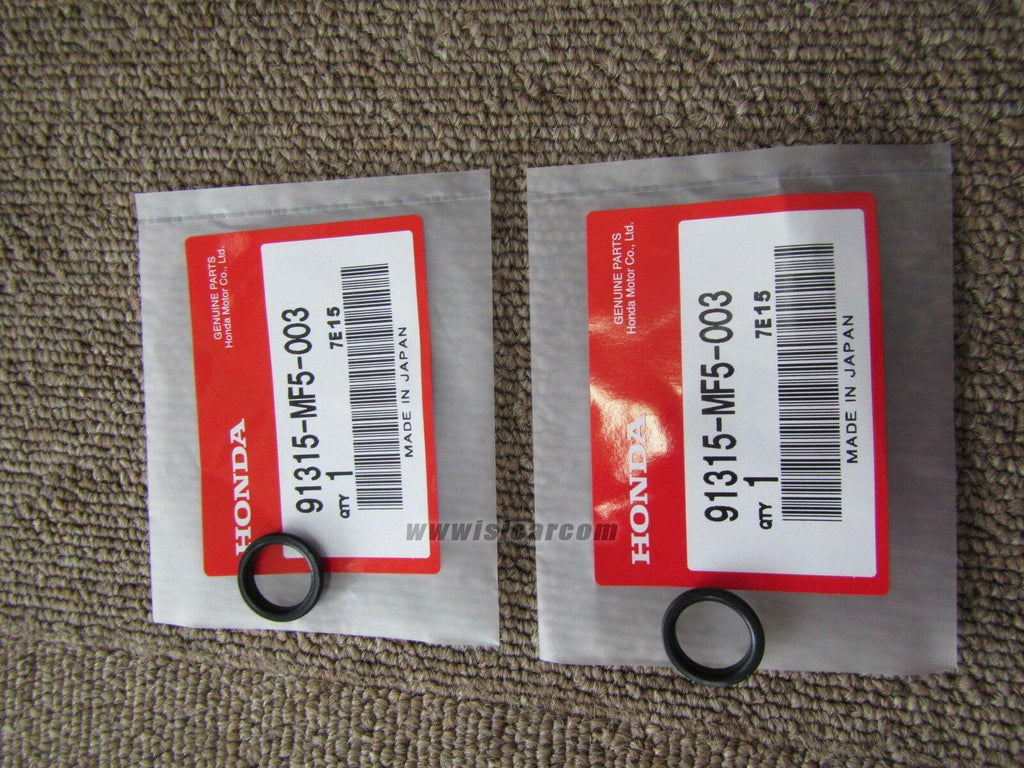 GENUINE PARTS
Honda Motor Co., Ltd.
HONDA
91315-MF5-003
QTY 1
7E15
MADE IN JAPAN
GENUINE PARTS
Honda Motor Co., Ltd.
HONDA
91315-MF5-003
QTY 1
7E15
MADE IN JAPAN
wwwisicarcom